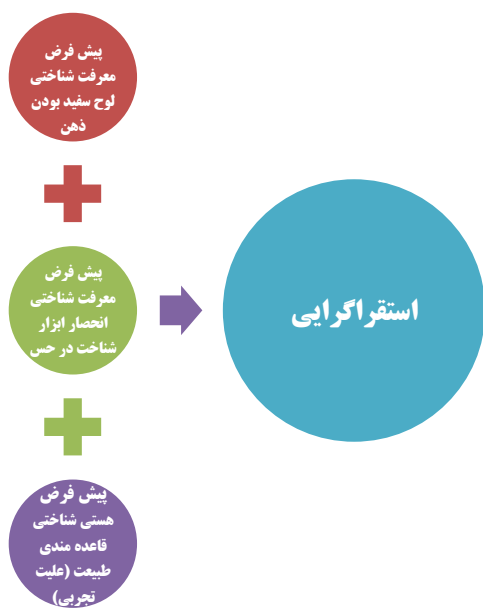 پیش فرض
معرفت شناختی
لوح سفید بودن
ذهن
پیش فرض
معرفت شناختی
انحصار ابزار
شناخت در حس
پیش فرض
هستی شناختی
قاعده مندی
طبیعت (علیت
تجربی)
استقراگرایی